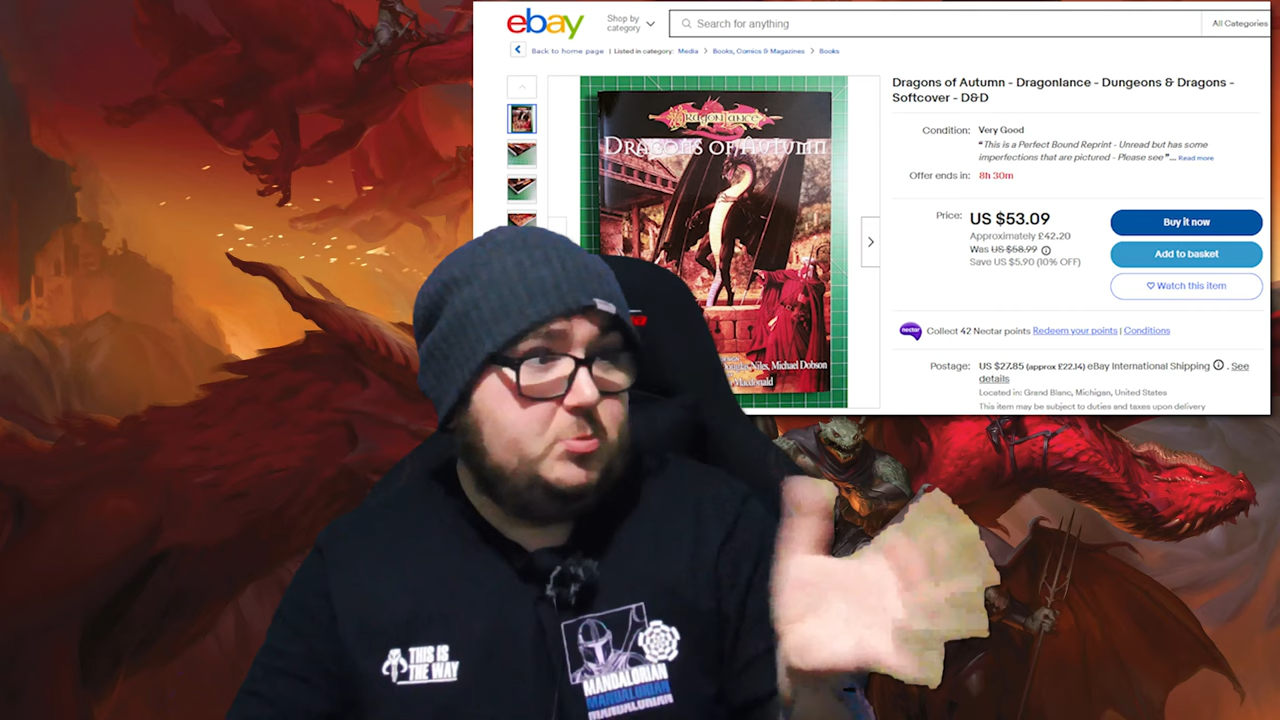 ebay
Shop by
category
Search for anything
All Categories
Back to home page | Listed in category: Media > Books, Comics & Magazines > Books
Dragons of Autumn - Dragonlance - Dungeons & Dragons -
Softcover - D&D
Condition: Very Good
"This is a Perfect Bound Reprint - Unread but has some
imperfections that are pictured - Please see"... Read more
Offer ends in: 8h 30m
Price: US $53.09
Approximately £42.20
Was US $58.99
Save US $5.90 (10% OFF)
Buy it now
Add to basket
Watch this item
nectar
Collect 42 Nectar points Redeem your points | Conditions
Postage: US $27.85 (approx £22.14) eBay International Shipping. See
details
Located in: Grand Blanc, Michigan, United States
This item may be subject to duties and taxes upon delivery
DRAGONLANCE
DRAGONS OF AUTUMN
Niles, Michael Dobson
Macdonald
THIS IS
THE WAY
MANDALORIAN
MANDALORIAN
MANDALORIAN